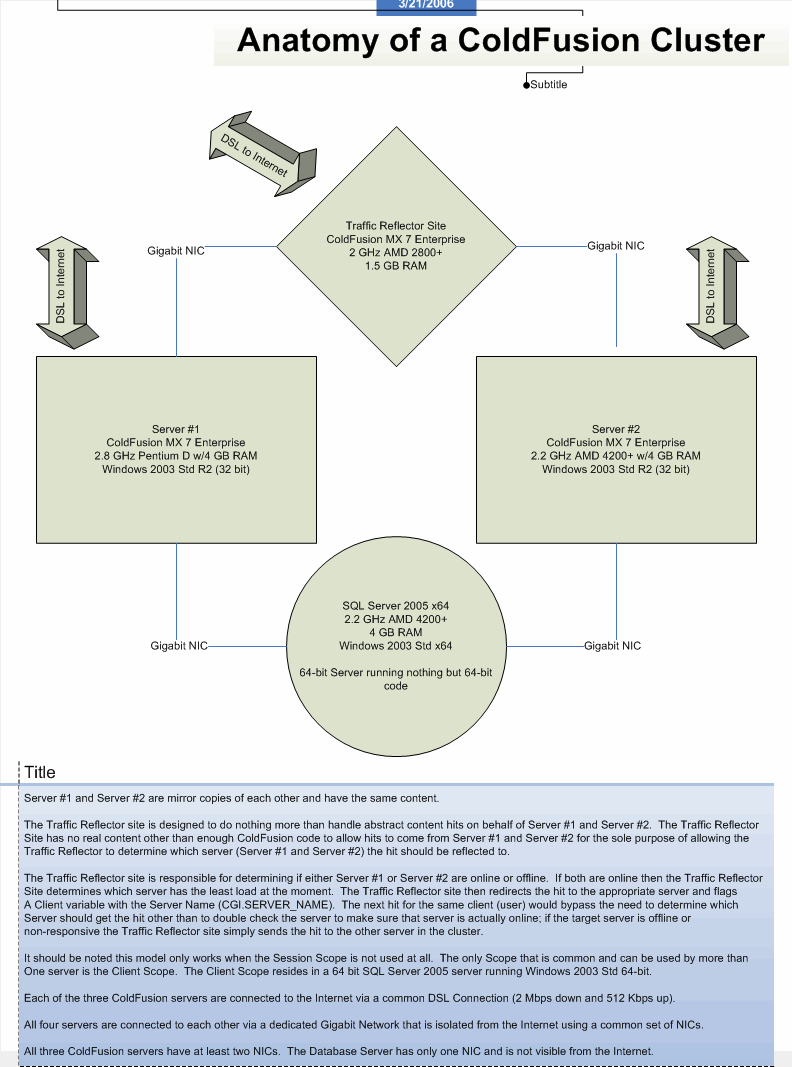 3/21/2006
Anatomy of a ColdFusion Cluster
Subtitle
DSL to Internet
Traffic Reflector Site
ColdFusion MX 7 Enterprise
2 GHz AMD 2800+
1.5 GB RAM
Gigabit NIC
Gigabit NIC
DSL to Internet
DSL to Internet
Server #1
ColdFusion MX 7 Enterprise
2.8 GHz Pentium D w/4 GB RAM
Windows 2003 Std R2 (32 bit)
Server #2
ColdFusion MX 7 Enterprise
2.2 GHz AMD 4200+ w/4 GB RAM
Windows 2003 Std R2 (32 bit)
SQL Server 2005 x64
2.2 GHz AMD 4200+
4 GB RAM
Windows 2003 Std x64
64-bit Server running nothing but 64-bit
code
Gigabit NIC
Gigabit NIC
Title
Server #1 and Server #2 are mirror copies of each other and have the same content.
The Traffic Reflector site is designed to do nothing more than handle abstract content hits on behalf of Server #1 and Server #2.  The Traffic Reflector
Site has no real content other than enough ColdFusion code to allow hits to come from Server #1 and Server #2 for the sole purpose of allowing the
Traffic Reflector to determine which server (Server #1 and Server #2) the hit should be reflected to.
The Traffic Reflector site is responsible for determining if either Server #1 or Server #2 are online or offline.  If both are online then the Traffic Reflector
Site determines which server has the least load at the moment.  The Traffic Reflector site then redirects the hit to the appropriate server and flags
A Client variable with the Server Name (CGI.SERVER_NAME).  The next hit for the same client (user) would bypass the need to determine which
Server should get the hit other than to double check the server to make sure that server is actually online; if the target server is offline or
non-responsive the Traffic Reflector site simply sends the hit to the other server in the cluster.
It should be noted this model only works when the Session Scope is not used at all.  The only Scope that is common and can be used by more than
One server is the Client Scope.  The Client Scope resides in a 64 bit SQL Server 2005 server running Windows 2003 Std 64-bit.
Each of the three ColdFusion servers are connected to the Internet via a common DSL Connection (2 Mbps down and 512 Kbps up).
All four servers are connected to each other via a dedicated Gigabit Network that is isolated from the Internet using a common set of NICs.
All three ColdFusion servers have at least two NICs.  The Database Server has only one NIC and is not visible from the Internet.